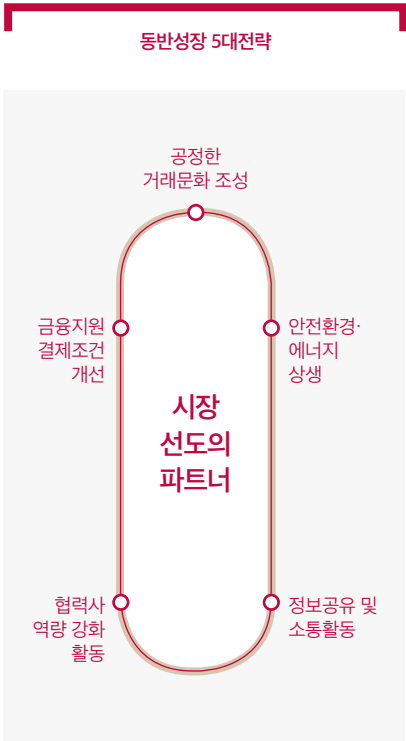 동반성장 5대전략
공정한
거래문화 조성
금융지원
결제조건
개선
안전환경·
에너지
상생
시장
선도의
파트너
협력사
역량 강화
활동
정보공유 및
소통활동